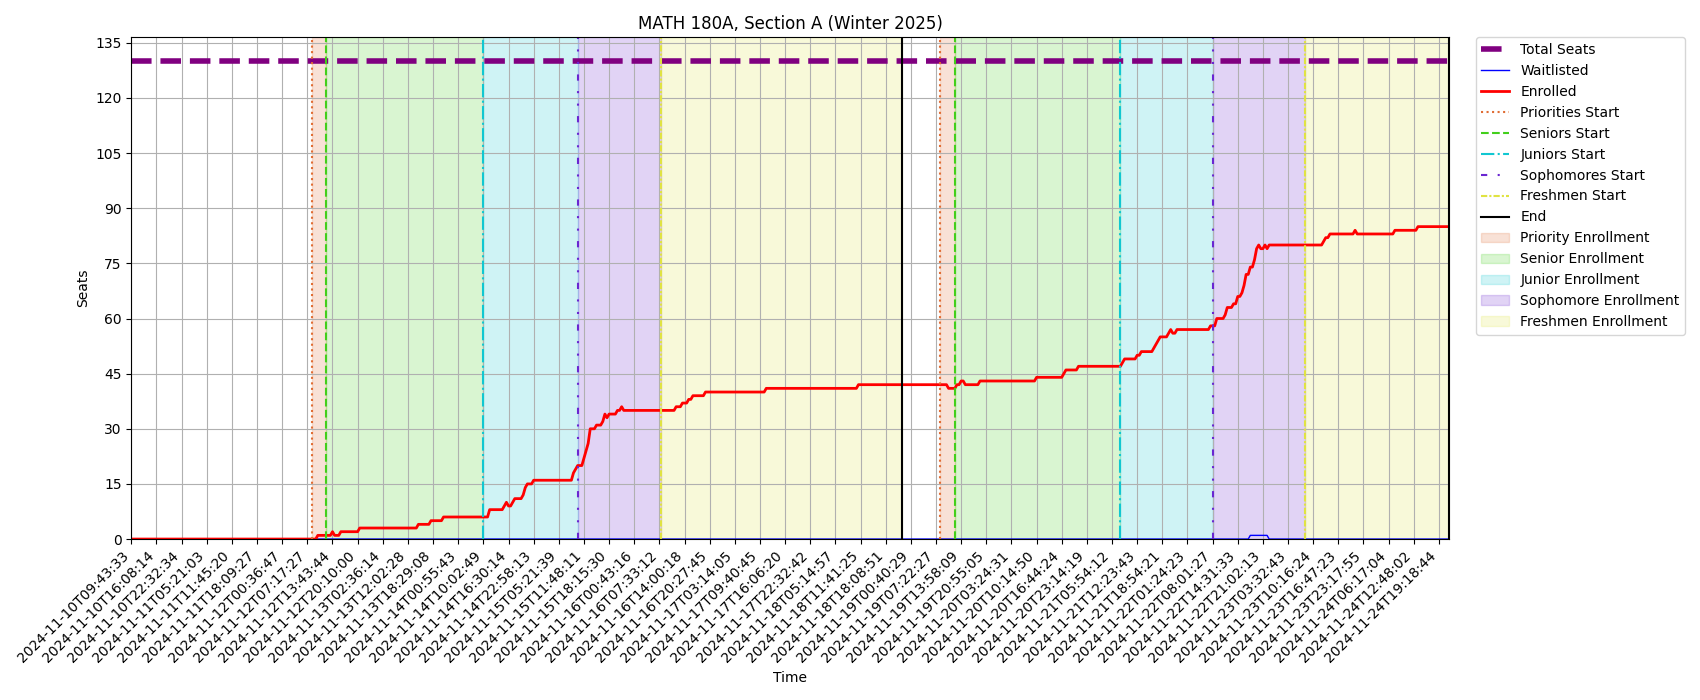 MATH 180A, Section A (Winter 2025)
135
120
105
90
75
60
45
30
15
0
Seats
2024-11-10T09:43:33
2024-11-10T16:08:14
2024-11-10T22:32:34
2024-11-11T05:21:03
2024-11-11T11:45:20
2024-11-11T18:09:27
2024-11-12T00:36:47
2024-11-12T07:17:27
2024-11-12T13:43:44
2024-11-12T20:10:00
2024-11-13T02:36:14
2024-11-13T12:02:28
2024-11-13T18:29:08
2024-11-14T00:55:43
2024-11-14T10:02:49
2024-11-14T16:30:14
2024-11-14T22:58:13
2024-11-15T05:21:39
2024-11-15T11:48:11
2024-11-15T18:15:30
2024-11-16T00:43:16
2024-11-16T07:33:12
2024-11-16T14:00:18
2024-11-16T20:27:45
2024-11-17T03:14:05
2024-11-17T09:40:45
2024-11-17T16:06:20
2024-11-17T22:32:42
2024-11-18T05:14:57
2024-11-18T11:41:25
2024-11-18T18:08:51
2024-11-19T00:40:29
2024-11-19T07:22:27
2024-11-19T13:58:09
2024-11-19T20:55:05
2024-11-20T03:24:31
2024-11-20T10:14:50
2024-11-20T16:44:24
2024-11-20T23:14:19
2024-11-21T05:54:12
2024-11-21T12:23:43
2024-11-21T18:54:21
2024-11-22T01:24:23
2024-11-22T08:01:27
2024-11-22T14:31:33
2024-11-22T21:02:13
2024-11-23T03:32:43
2024-11-23T10:16:24
2024-11-23T16:47:23
2024-11-23T23:17:55
2024-11-24T06:17:04
2024-11-24T12:48:02
2024-11-24T19:18:44
Time
Total Seats
Waitlisted
Enrolled
Priorities Start
Seniors Start
Juniors Start
Sophomores Start
Freshmen Start
End
Priority Enrollment
Senior Enrollment
Junior Enrollment
Sophomore Enrollment
Freshmen Enrollment